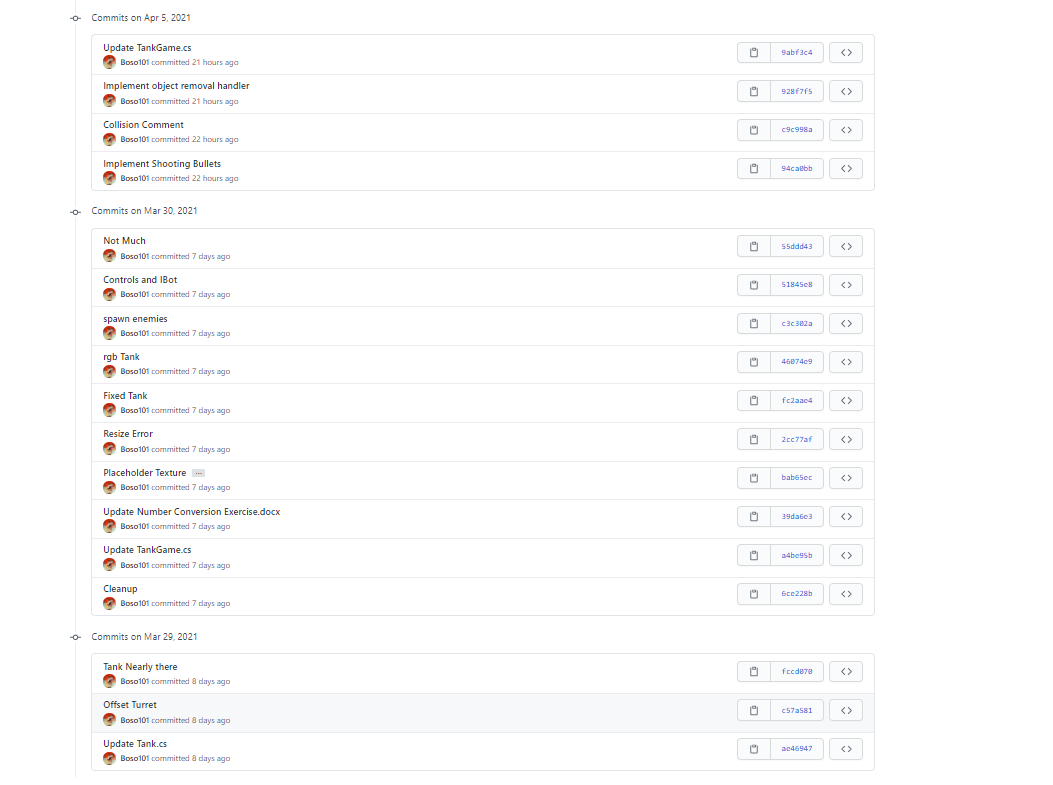 Commits on Apr 5, 2021
Update TankGame.cs
Boso101 committed 21 hours ago
9abf3c4
Implement object removal handler
Boso101 committed 21 hours ago
928f7f5
Collision Comment
Boso101 committed 22 hours ago
c9c998a
Implement Shooting Bullets
Boso101 committed 22 hours ago
94ca0bb
Commits on Mar 30, 2021
Not Much
Boso101 committed 7 days ago
55ddd43
Controls and IBot
Boso101 committed 7 days ago
51845e8
spawn enemies
Boso101 committed 7 days ago
c3c302a
rgb Tank
Boso101 committed 7 days ago
46074e9
Fixed Tank
Boso101 committed 7 days ago
fc2aae4
Resize Error
Boso101 committed 7 days ago
2cc77af
Placeholder Texture ...
Boso101 committed 7 days ago
bab65ec
Update Number Conversion Exercise.docx
Boso101 committed 7 days ago
39da6e3
Update TankGame.cs
Boso101 committed 7 days ago
a4be95b
Cleanup
Boso101 committed 7 days ago
6ce228b
Commits on Mar 29, 2021
Tank Nearly there
Boso101 committed 8 days ago
fccd070
Offset Turret
Boso101 committed 8 days ago
c57a581
Update Tank.cs
Boso101 committed 8 days ago
ae46947